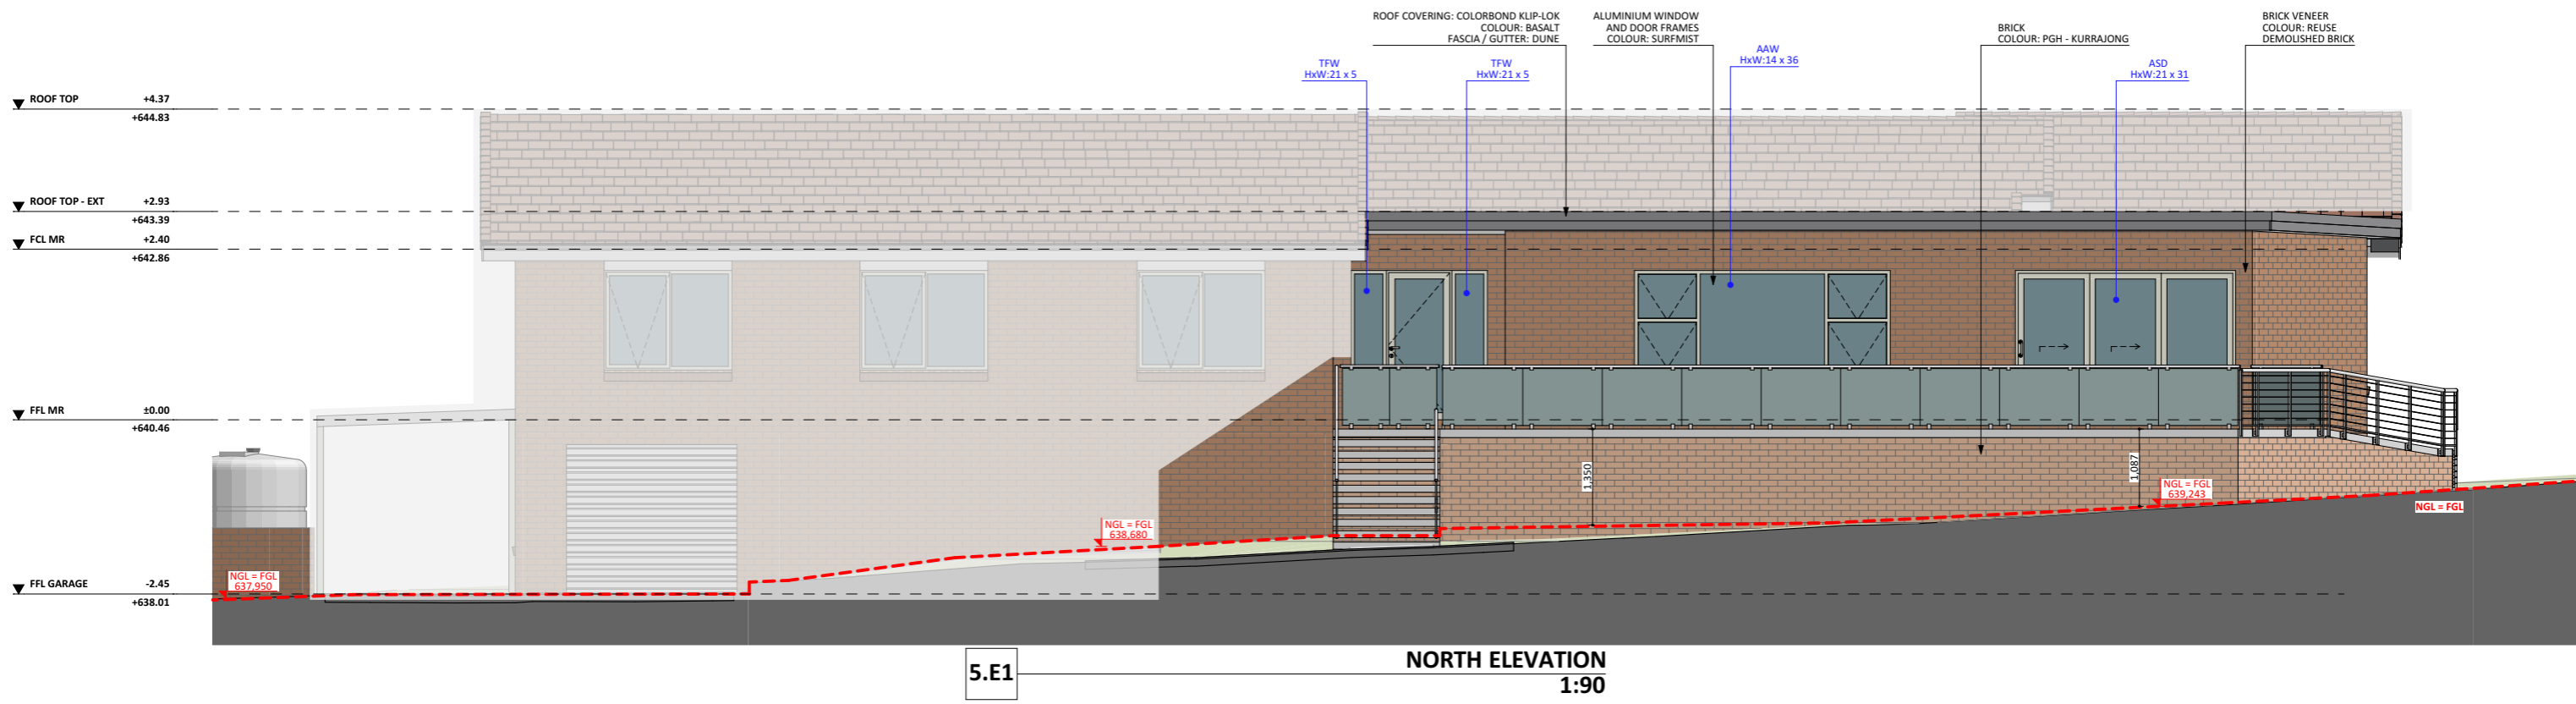 ROOF COVERING: COLORBOND KLIP-LOK
COLOUR: BASALT
FASCIA / GUTTER: DUNE
ALUMINIUM WINDOW
AND DOOR FRAMES
COLOUR: SURFMIST
BRICK
COLOUR: PGH - KURRAJONG
BRICK VENEER
COLOUR: REUSE
DEMOLISHED BRICK
TFW
HxW:21 x 5
TFW
HxW:21 x 5
AAW
HxW:14 x 36
ASD
HxW:21 x 31
ROOF TOP +4.37
+644.83
ROOF TOP - EXT +2.93
+643.39
FCL MR +2.40
+642.86
FFL MR ±0.00
+640.46
FFL GARAGE -2.45
+638.01
NGL = FGL
637,950
NGL = FGL
638,680
1,350
1,087
NGL = FGL
639,243
NGL = FGL
5.E1
NORTH ELEVATION
1:90